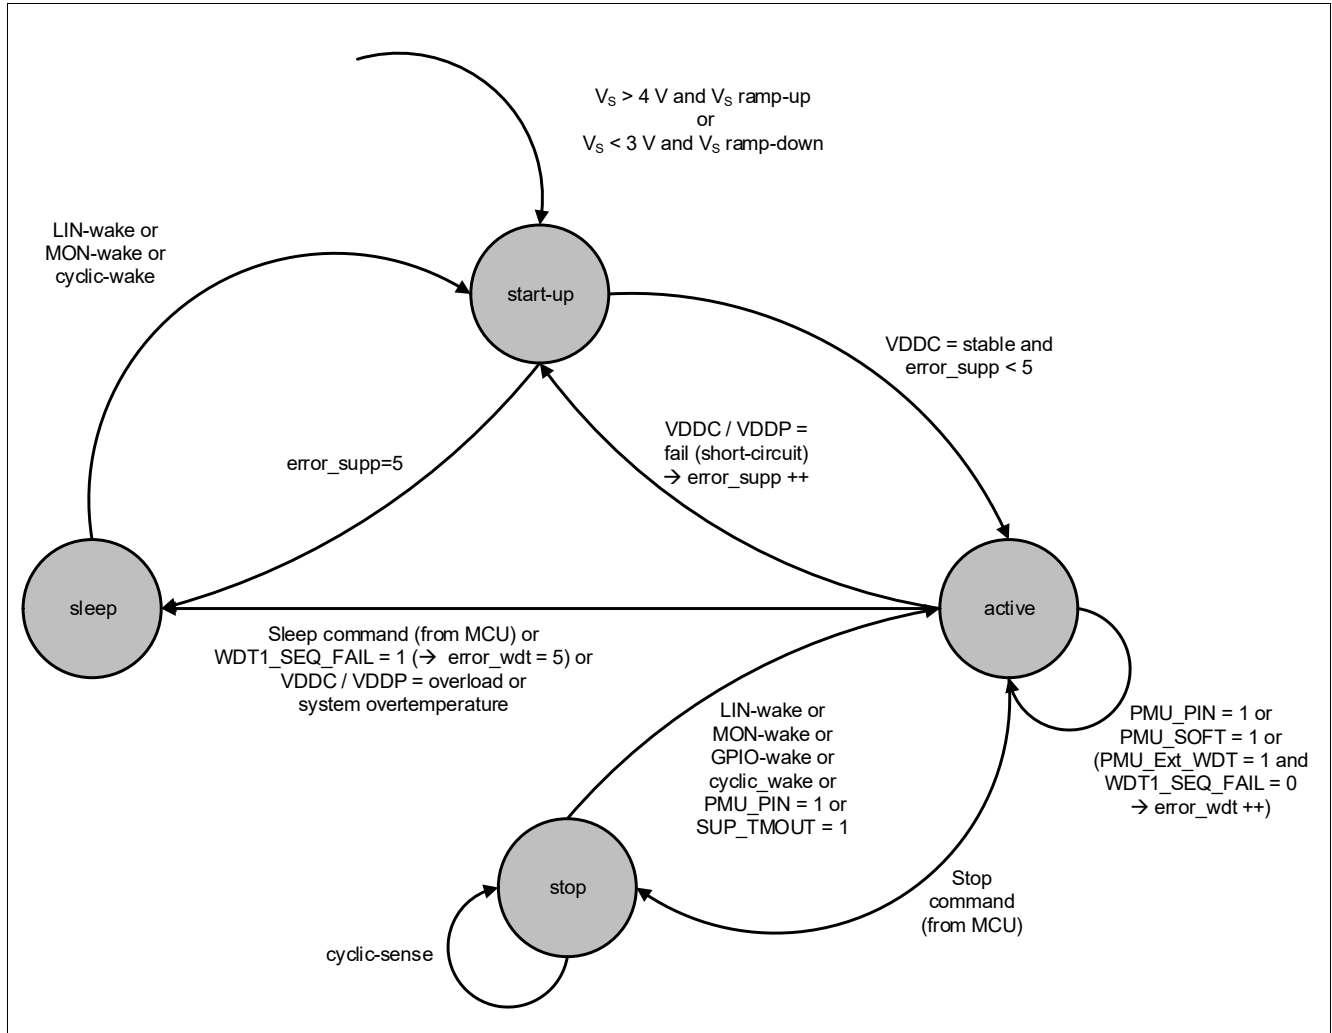 V_S > 4 V and V_S ramp-up
or
V_S < 3 V and V_S ramp-down
LIN-wake or
MON-wake or
cyclic-wake
start-up
VDDC = stable and
error_supp < 5
VDDC / VDDP =
fail (short-circuit)
→ error_supp ++
error_supp=5
sleep
active
Sleep command (from MCU) or
WDT1_SEQ_FAIL = 1 (→ error_wdt = 5) or
VDDC / VDDP = overload or
system overtemperature
LIN-wake or
MON-wake or
GPIO-wake or
cyclic_wake or
PMU_PIN = 1 or
SUP_TMOUT = 1
PMU_PIN = 1 or
PMU_SOFT = 1 or
(PMU_Ext_WDT = 1 and
WDT1_SEQ_FAIL = 0
→ error_wdt ++)
stop
Stop
command
(from MCU)
cyclic-sense